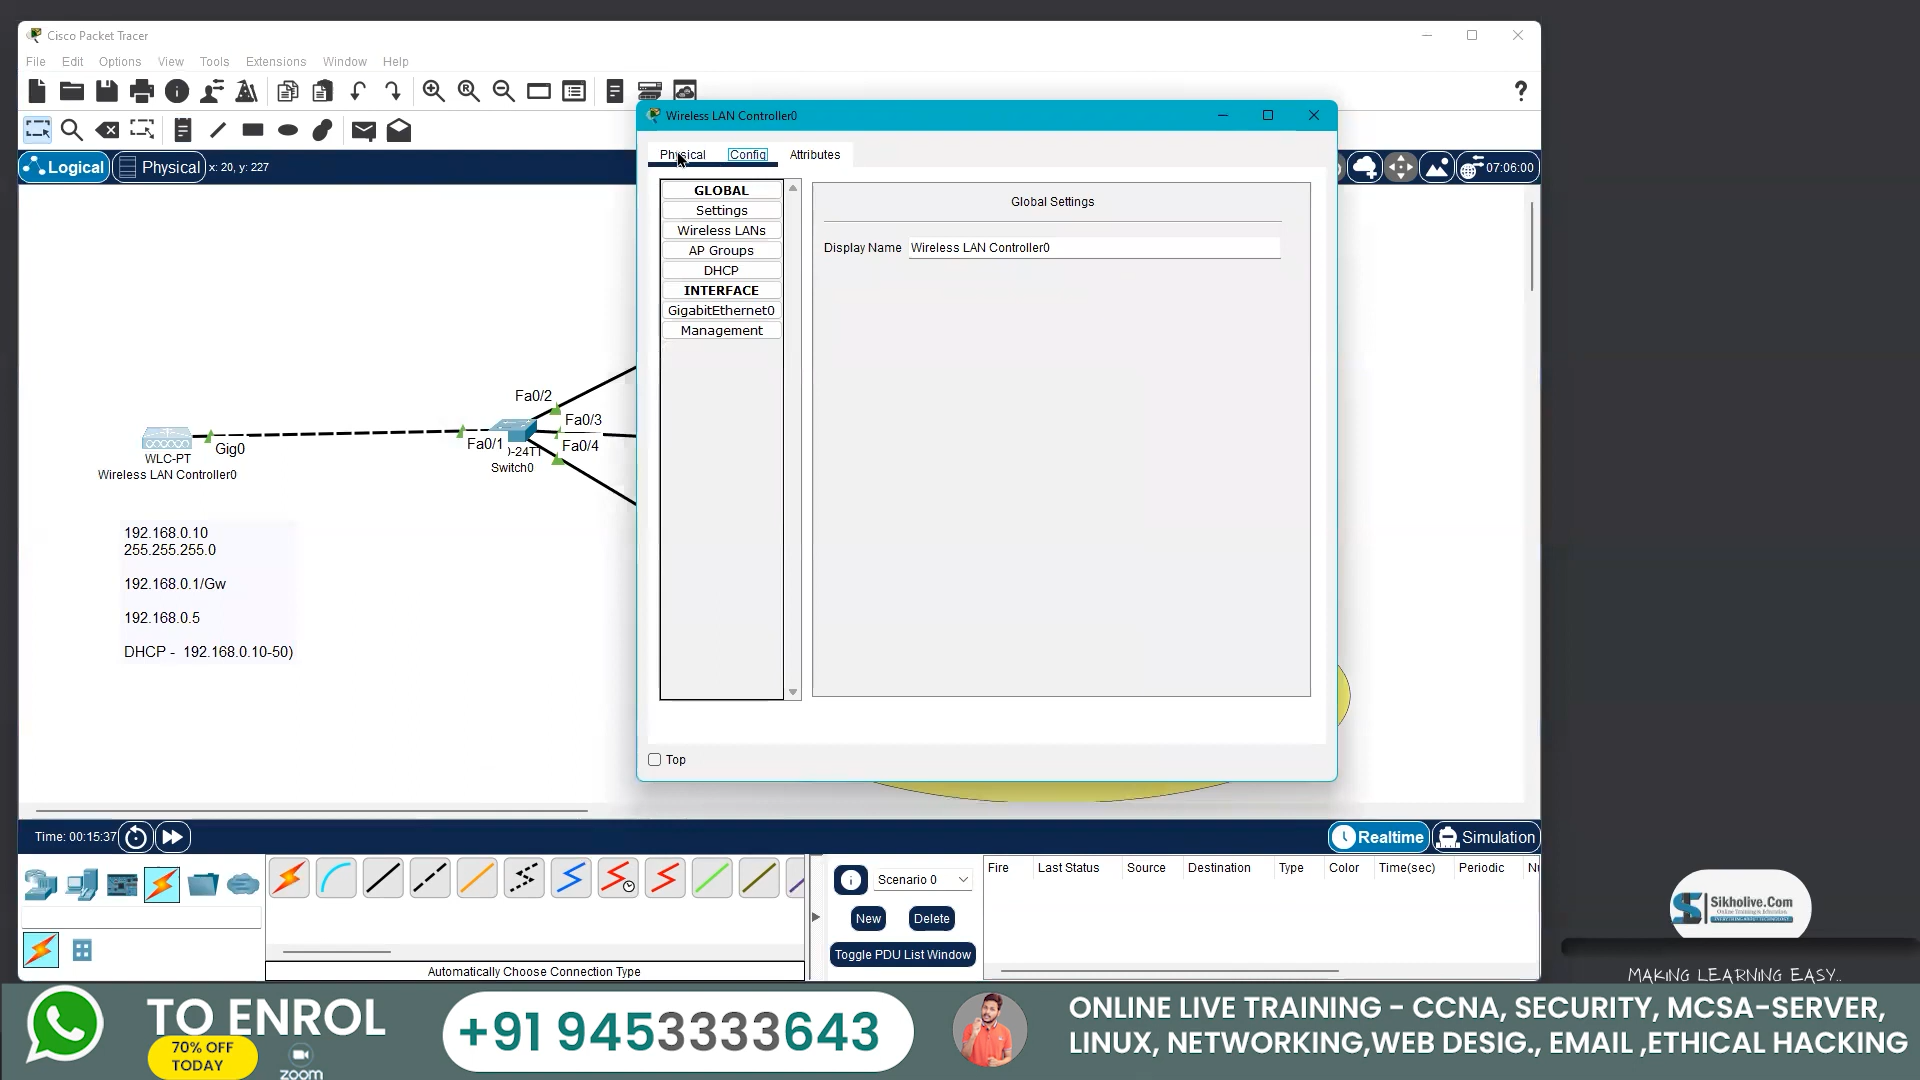 Cisco Packet Tracer
File Edit Options View Tools Extensions Window Help
?
Logical Physical x: 20, y: 227
07:06:00
Wireless LAN Controller0
Physical Config Attributes
GLOBAL
Settings
Wireless LANs
AP Groups
DHCP
INTERFACE
GigabitEthernet0
Management
Global Settings
Display Name Wireless LAN Controller0
Top
Fa0/2
Fa0/3
Fa0/4
Fa0/1
Gig0
-24TT
Switch0
WLC-PT
Wireless LAN Controller0
192.168.0.10
255.255.255.0
192.168.0.1/Gw
192.168.0.5
DHCP - 192.168.0.10-50)
Time: 00:15:37
Realtime Simulation
Scenario 0
New Delete
Toggle PDU List Window
Fire Last Status Source Destination Type Color Time(sec) Periodic
Automatically Choose Connection Type
Sikholive.Com
MAKING LEARNING EASY..
TO ENROL
70% OFF
TODAY
zoom
+91 9453333643
ONLINE LIVE TRAINING - CCNA, SECURITY, MCSA-SERVER,
LINUX, NETWORKING,WEB DESIG., EMAIL ,ETHICAL HACKING